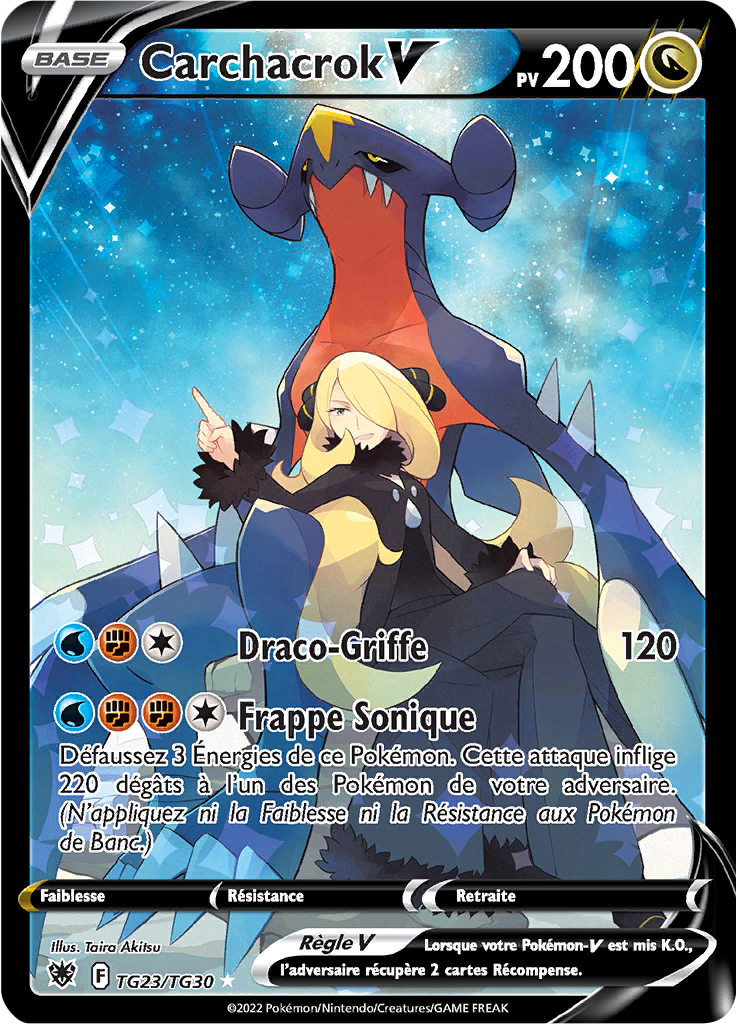 BASE Carchacrok V PV 200
Draco-Griffe 120
Frappe Sonique
Défaussez 3 Énergies de ce Pokémon. Cette attaque inflige
220 dégâts à l'un des Pokémon de votre adversaire.
(N'appliquez ni la Faiblesse ni la Résistance aux Pokémon
de Banc.)
Faiblesse Résistance Retraite
Illus. Taira Akitsu
Règle V Lorsque votre Pokémon-V est mis K.O.,
l'adversaire récupère 2 cartes Récompense.
F TG23/TG30
©2022 Pokémon/Nintendo/Creatures/GAME FREAK